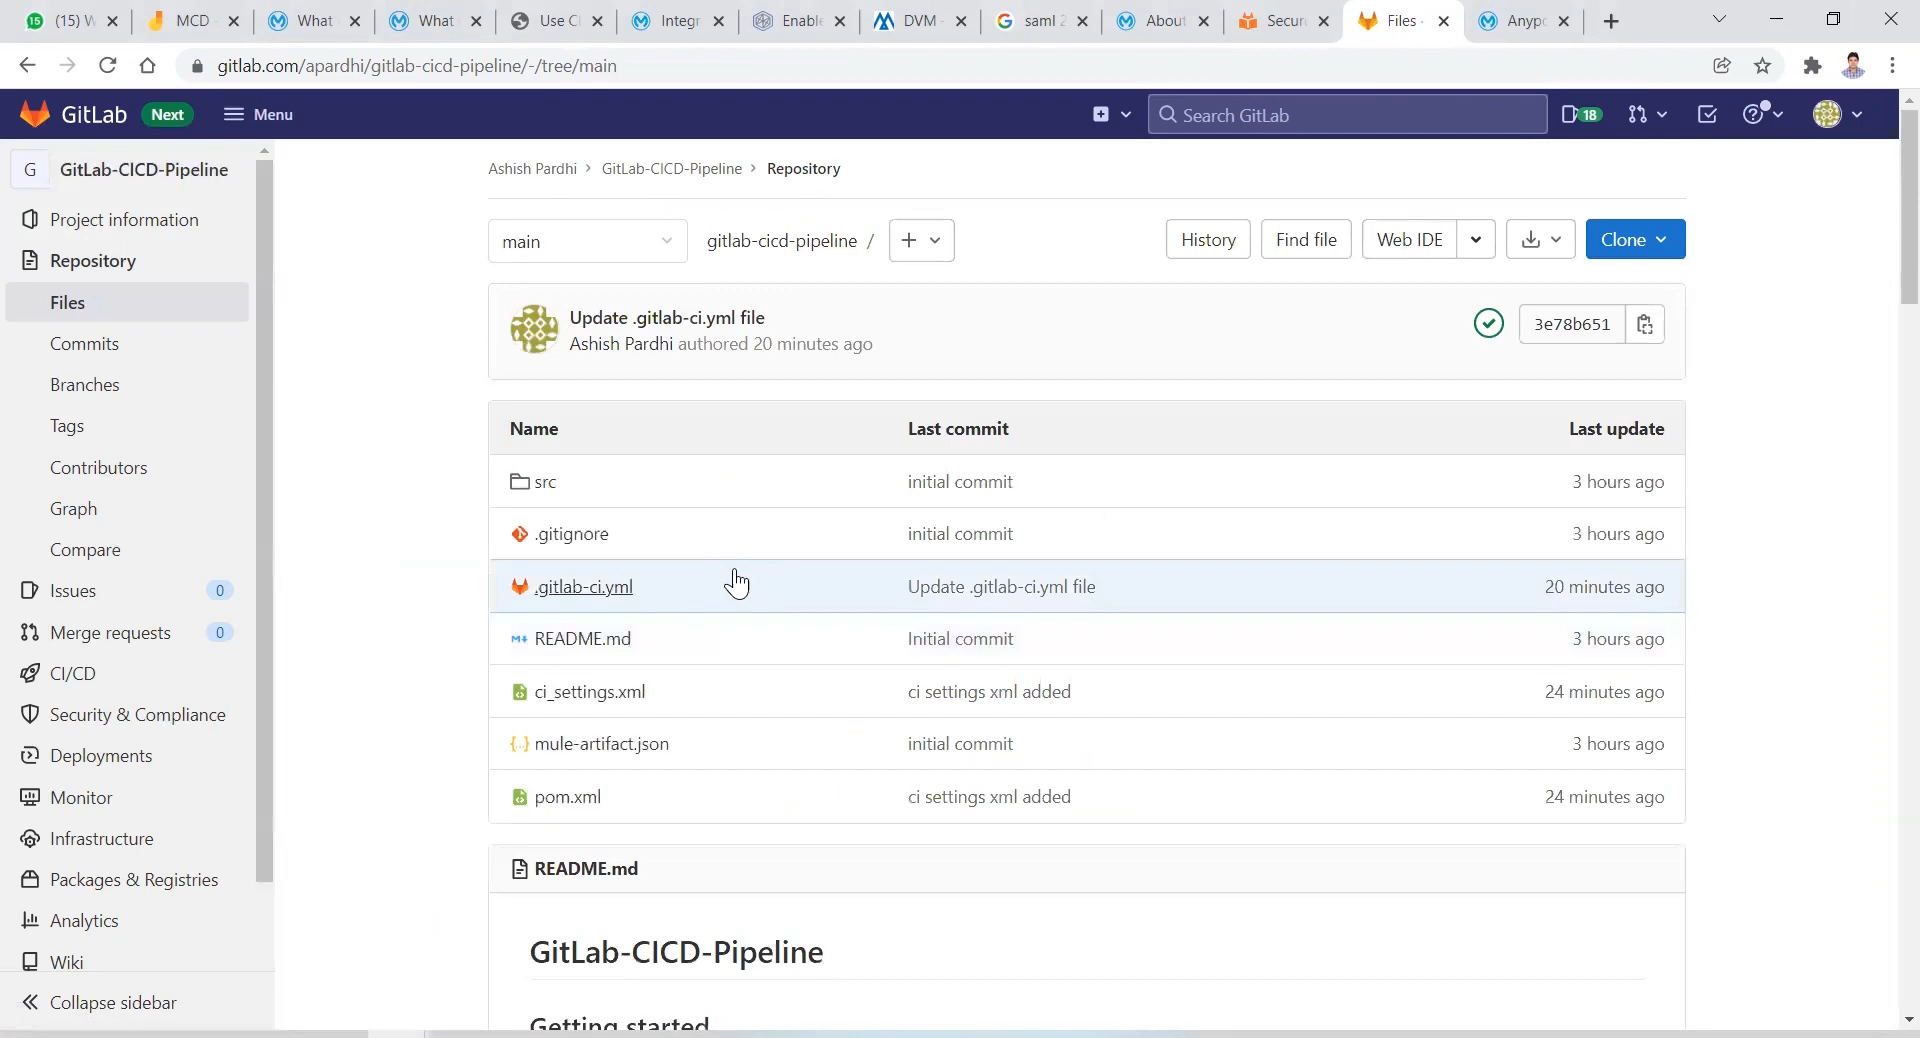 (15) W
MCD
What
What
Use Cl
Integr
Enable
DVM
saml 2
About
Secur
Files
Anypo
gitlab.com/apardhi/gitlab-cicd-pipeline/-/tree/main
GitLab Next Menu
Search GitLab
18
G GitLab-CICD-Pipeline
Project information
Repository
Files
Commits
Branches
Tags
Contributors
Graph
Compare
Issues 0
Merge requests 0
CI/CD
Security & Compliance
Deployments
Monitor
Infrastructure
Packages & Registries
Analytics
Wiki
Collapse sidebar
Ashish Pardhi > GitLab-CICD-Pipeline > Repository
main gitlab-cicd-pipeline / + History Find file Web IDE Clone
Update .gitlab-ci.yml file
Ashish Pardhi authored 20 minutes ago
3e78b651
Name Last commit Last update
src initial commit 3 hours ago
.gitignore initial commit 3 hours ago
.gitlab-ci.yml Update .gitlab-ci.yml file 20 minutes ago
README.md Initial commit 3 hours ago
ci_settings.xml ci settings xml added 24 minutes ago
mule-artifact.json initial commit 3 hours ago
pom.xml ci settings xml added 24 minutes ago
README.md
GitLab-CICD-Pipeline
Getting started